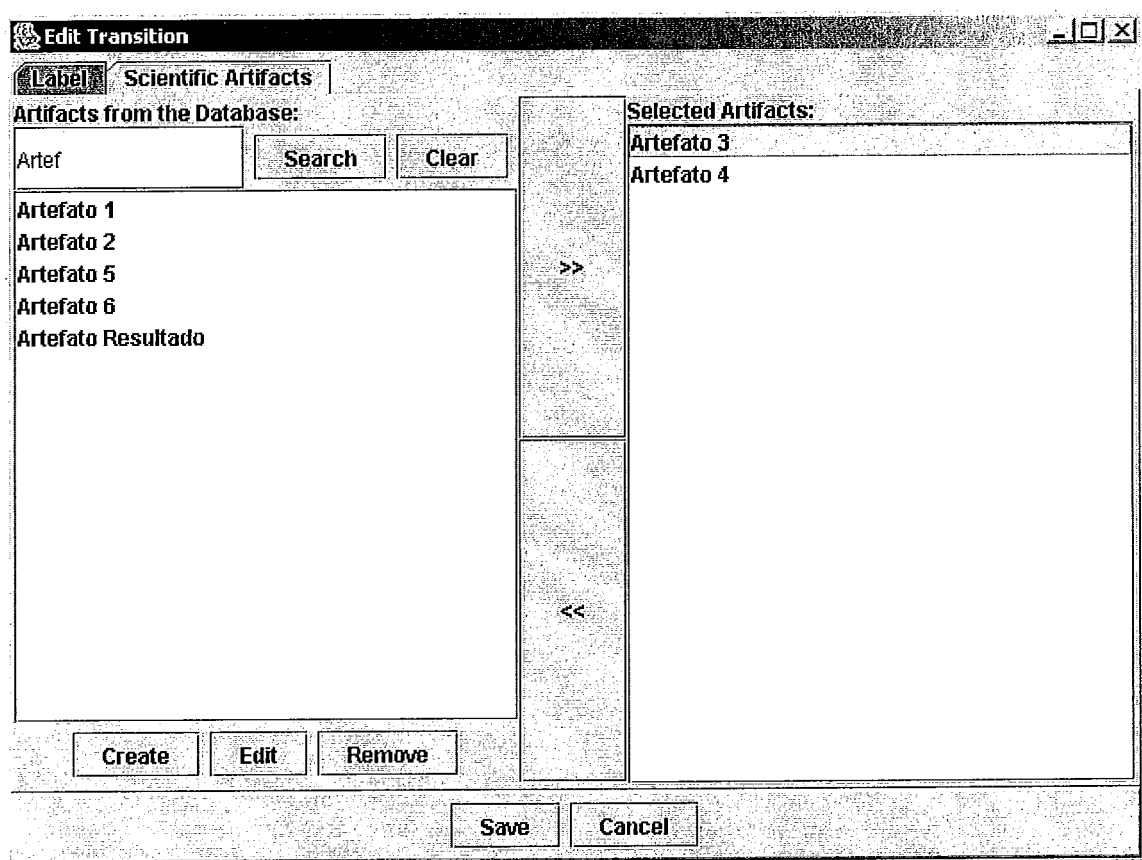 Edit Transition
Label Scientific Artifacts
Artifacts from the Database:
Artef Search Clear
Artefato 1
Artefato 2
Artefato 5
Artefato 6
Artefato Resultado
Create Edit Remove
>>
<<
Selected Artifacts:
Artefato 3
Artefato 4
Save Cancel